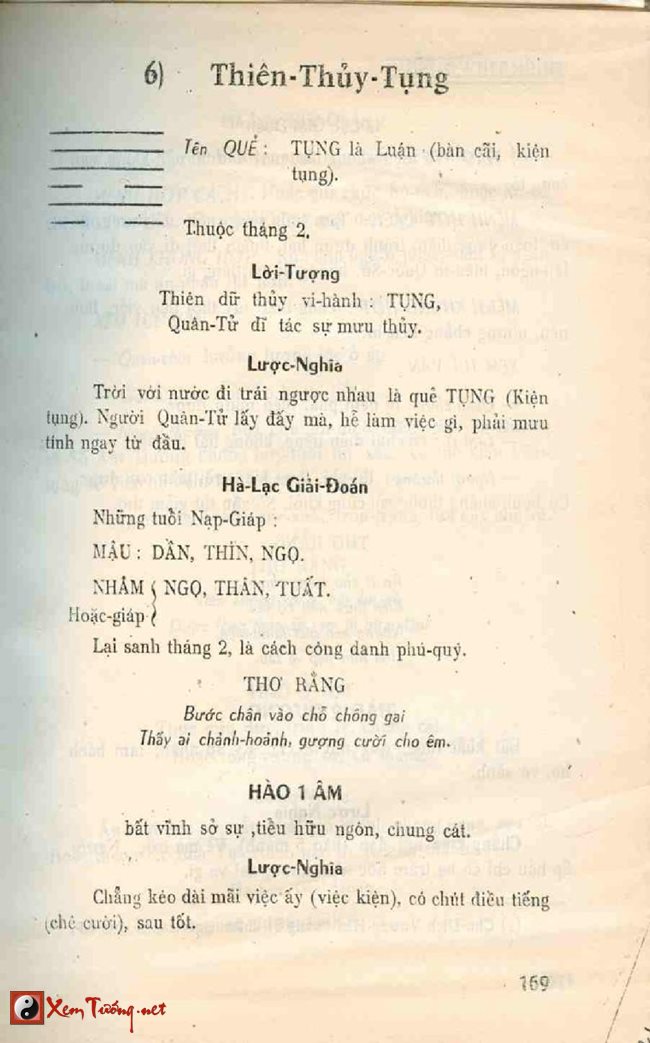 6) Thiên-Thủy-Tụng
Tên QUẺ : TỤNG là Luận (bàn cãi, kiện
tụng).
Thuộc tháng 2.
Lời-Tượng
Thiên dữ thủy vi-hành : TỤNG,
Quân-Tử dĩ tác sự mưu thủy.
Lược-Nghĩa
Trời với nước đi trái ngược nhau là quẻ TỤNG (Kiện
tụng). Người Quân-Tử lấy đấy mà, hễ làm việc gì, phải mưu
tính ngay từ đầu.
Hà-Lạc Giải-Đoán
Những tuổi Nạp-Giáp :
MẬU : DẦN, THÌN, NGỌ.
NHÂM { NGỌ, THÂN, TUẤT.
Hoặc-giáp
Lại sanh tháng 2, là cách công danh phú-quý.
THƠ RẰNG
Bước chân vào chỗ chông gai
Thấy ai chảnh-hoảnh, gượng cười cho êm.
HÀO 1 ÂM
bất vĩnh sở sự ,tiểu hữu ngôn, chung cát.
Lược-Nghĩa
Chẳng kéo dài mãi việc ấy (việc kiện), có chút điều tiếng
(chê cười), sau tốt.
169
XemTướng.net